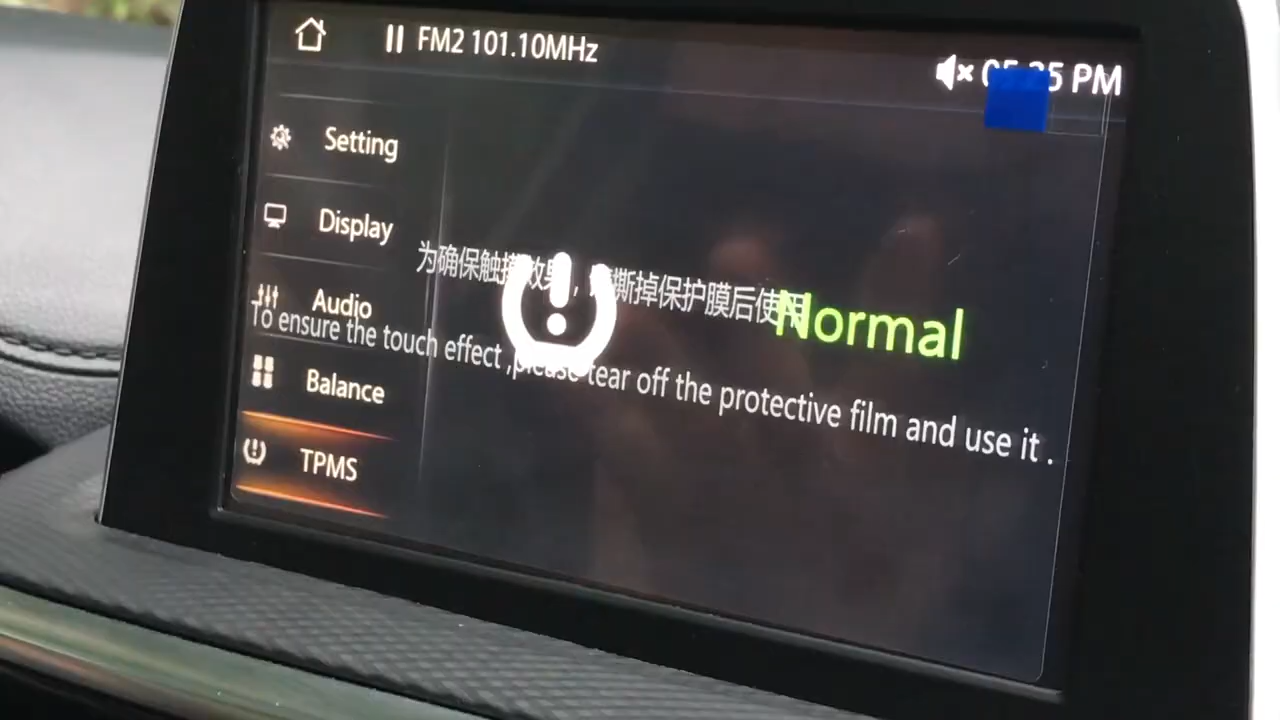 FM2 101.10MHz
PM
Setting
Display
为确保触摸效果，请撕掉保护膜后使用
Normal
Audio
To ensure the touch effect ,please tear off the protective film and use it .
Balance
TPMS